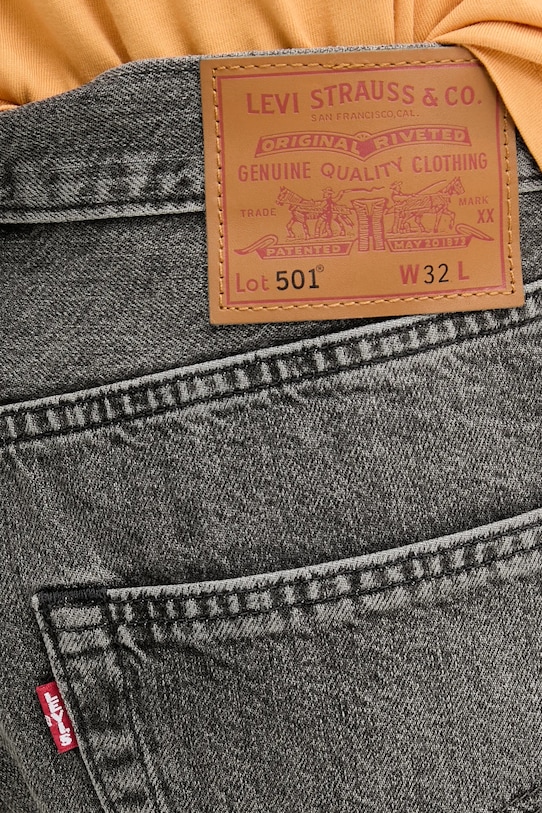 LEVI STRAUSS & CO.
SAN FRANCISCO, CAL.
ORIGINAL RIVETED
GENUINE QUALITY CLOTHING
TRADE MARK
XX
PATENTED MAY 20 1873
Lot 501® W 32 L
LEVI'S